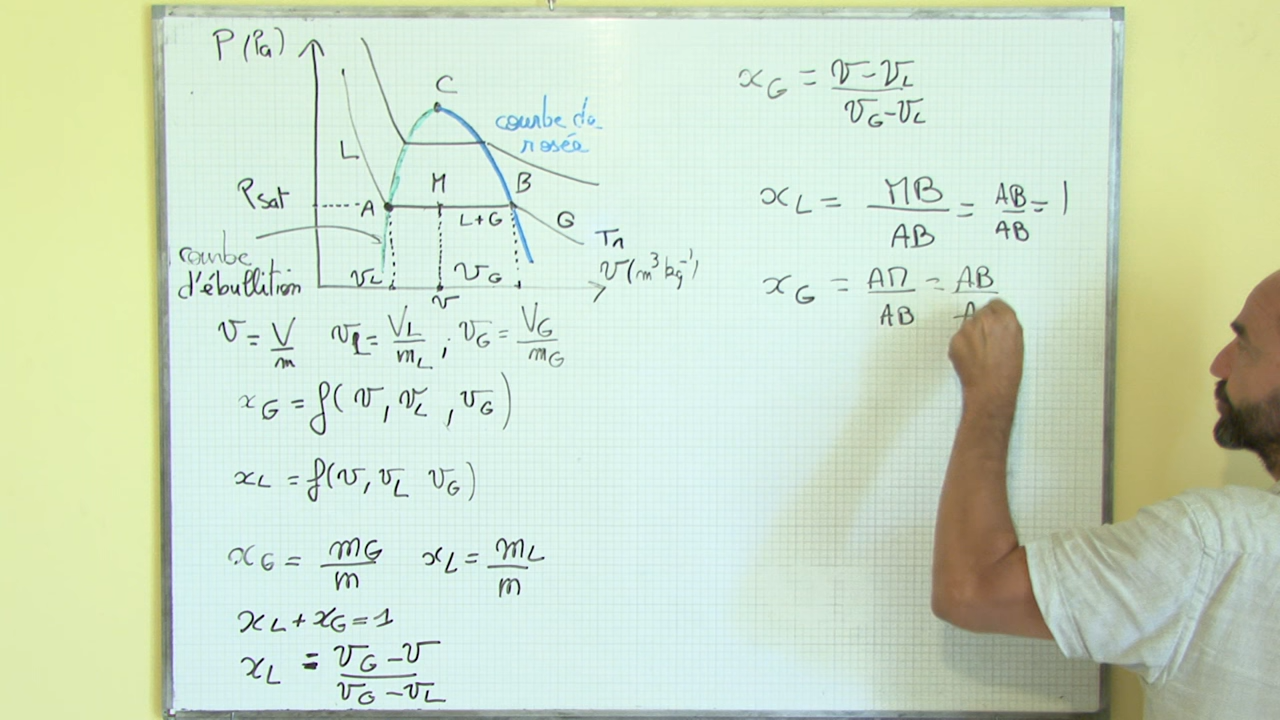 P (Pa)
C
courbe da
rosée
L
M
B
Psat
A
L+G
G
Tn
courbe
d'ébullition
vL
vG
v
v (m³ kg⁻¹)
v = V/m   vL = VL/mL ; vG = VG/mG
xG = f( v, vL , vG )
xL = f(v, vL vG )
xG = mG/m   xL = mL/m
xL + xG = 1
xL = (vG - v)/(vG - vL)
xG = (v - vL)/(vG - vL)
xL = MB/AB = AB/AB = 1
xG = AM/AB = AB/A